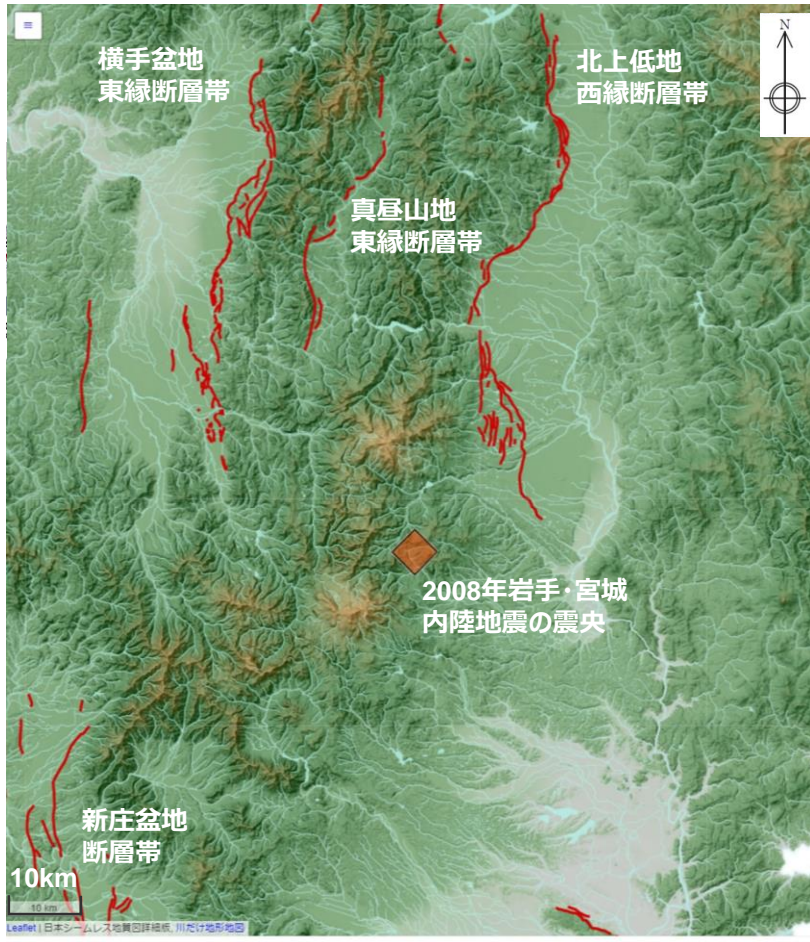 横手盆地
東縁断層帯
北上低地
西縁断層帯
N
真昼山地
東縁断層帯
2008年岩手・宮城
内陸地震の震央
新庄盆地
断層帯
10km
10 km
Leaflet | 日本シームレス地質図詳細版, 川だけ地形地図